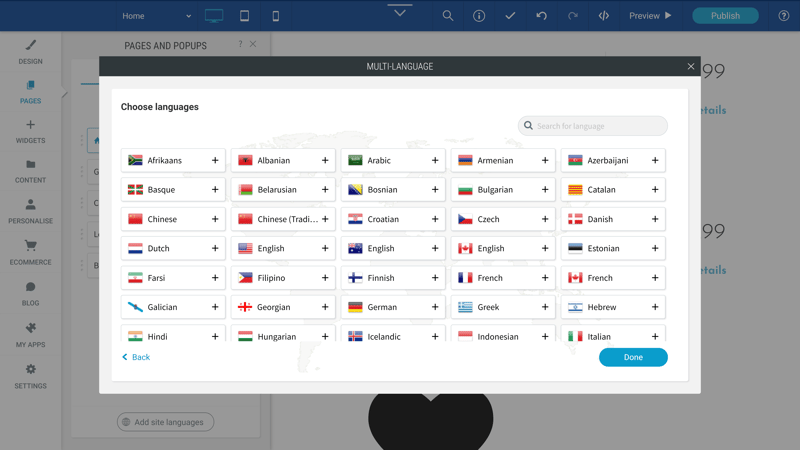 Home
Preview
Publish
DESIGN
PAGES
WIDGETS
CONTENT
PERSONALISE
ECOMMERCE
BLOG
MY APPS
SETTINGS
PAGES AND POPUPS ?
Add site languages
MULTI-LANGUAGE
Choose languages
Search for language
Afrikaans + Albanian + Arabic + Armenian + Azerbaijani +
Basque + Belarusian + Bosnian + Bulgarian + Catalan +
Chinese + Chinese (Tradi... + Croatian + Czech + Danish +
Dutch + English + English + English + Estonian +
Farsi + Filipino + Finnish + French + French +
Galician + Georgian + German + Greek + Hebrew +
Hindi + Hungarian + Icelandic + Indonesian + Italian +
Back
Done
99
etails
99
etails